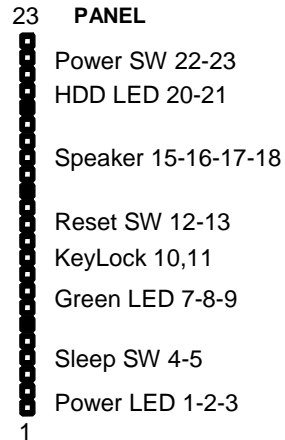 23 PANEL
Power SW 22-23
HDD LED 20-21
Speaker 15-16-17-18
Reset SW 12-13
KeyLock 10,11
Green LED 7-8-9
Sleep SW 4-5
Power LED 1-2-3
1